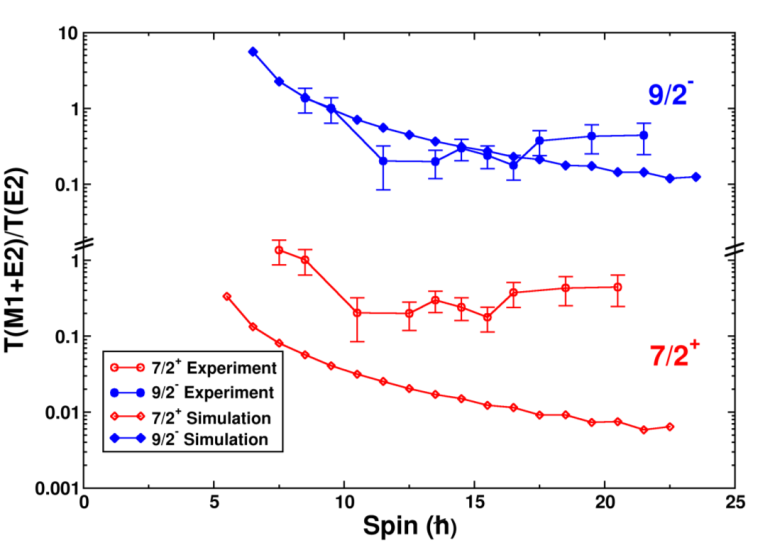 10
1
0.1
1
0.1
0.01
0.001
T(M1+E2)/T(E2)
9/2⁻
7/2⁺
7/2⁺ Experiment
9/2⁻ Experiment
7/2⁺ Simulation
9/2⁻ Simulation
0 5 10 15 20 25
Spin (ħ)